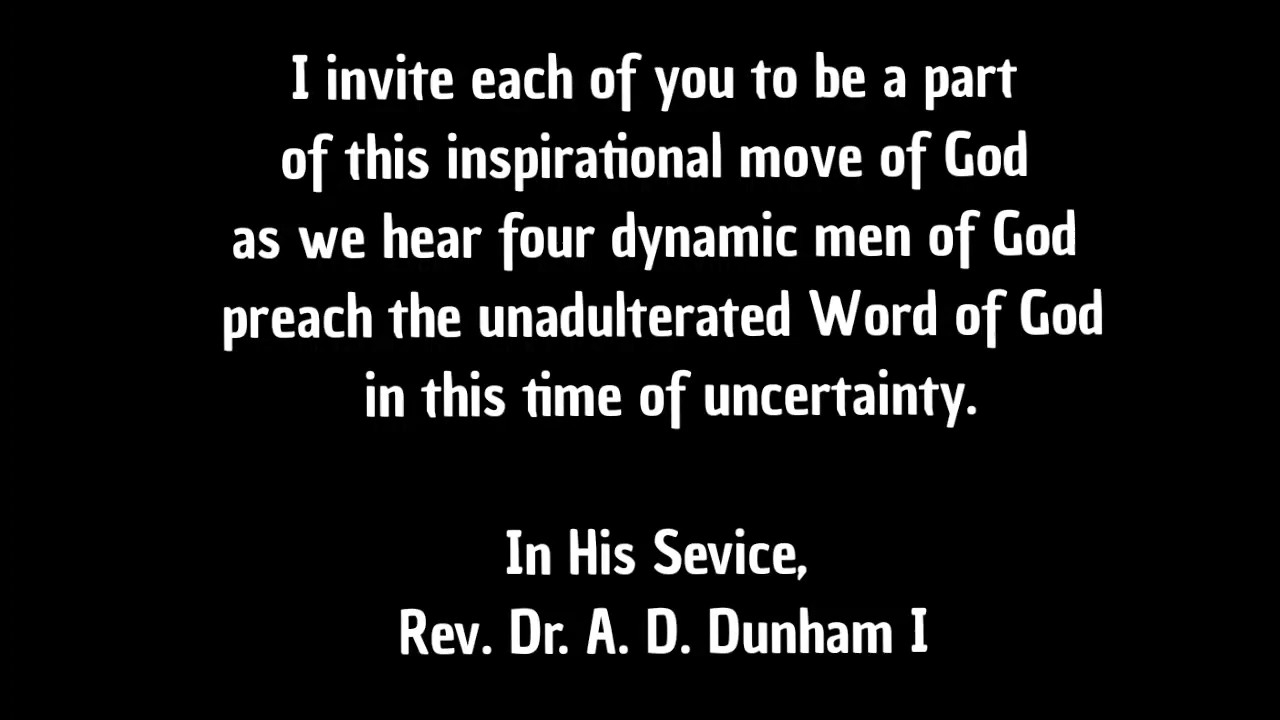 I invite each of you to be a part
of this inspirational move of God
as we hear four dynamic men of God
preach the unadulterated Word of God
in this time of uncertainty.
In His Sevice,
Rev. Dr. A. D. Dunham I